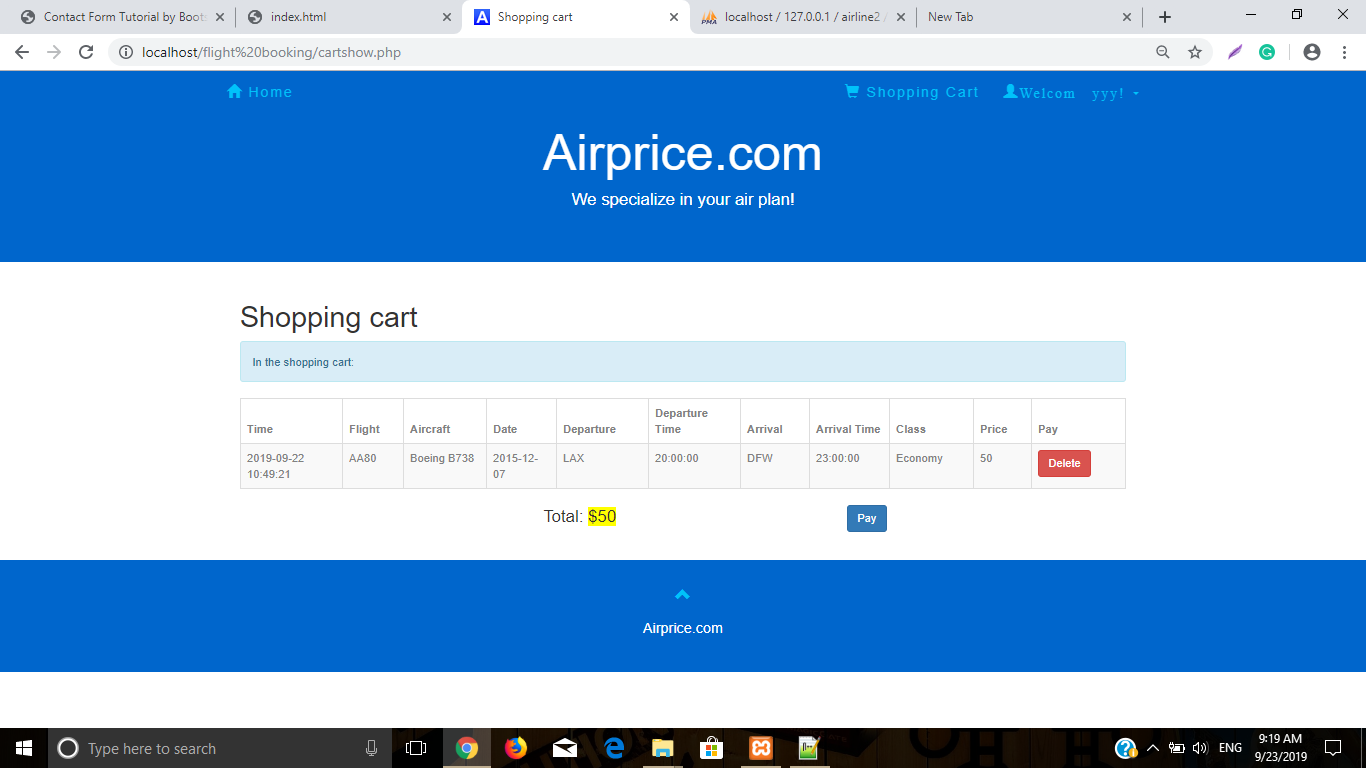 Contact Form Tutorial by Boots
index.html
Shopping cart
localhost / 127.0.0.1 / airline2 /
New Tab
localhost/flight%20booking/cartshow.php
Home
Shopping Cart
Welcom yyy!
Airprice.com
We specialize in your air plan!
Shopping cart
In the shopping cart:
Time Flight Aircraft Date Departure Departure Time Arrival Arrival Time Class Price Pay
2019-09-22 10:49:21 AA80 Boeing B738 2015-12-07 LAX 20:00:00 DFW 23:00:00 Economy 50 Delete
Total: $50 Pay
Airprice.com
Type here to search
ENG
9:19 AM
9/23/2019